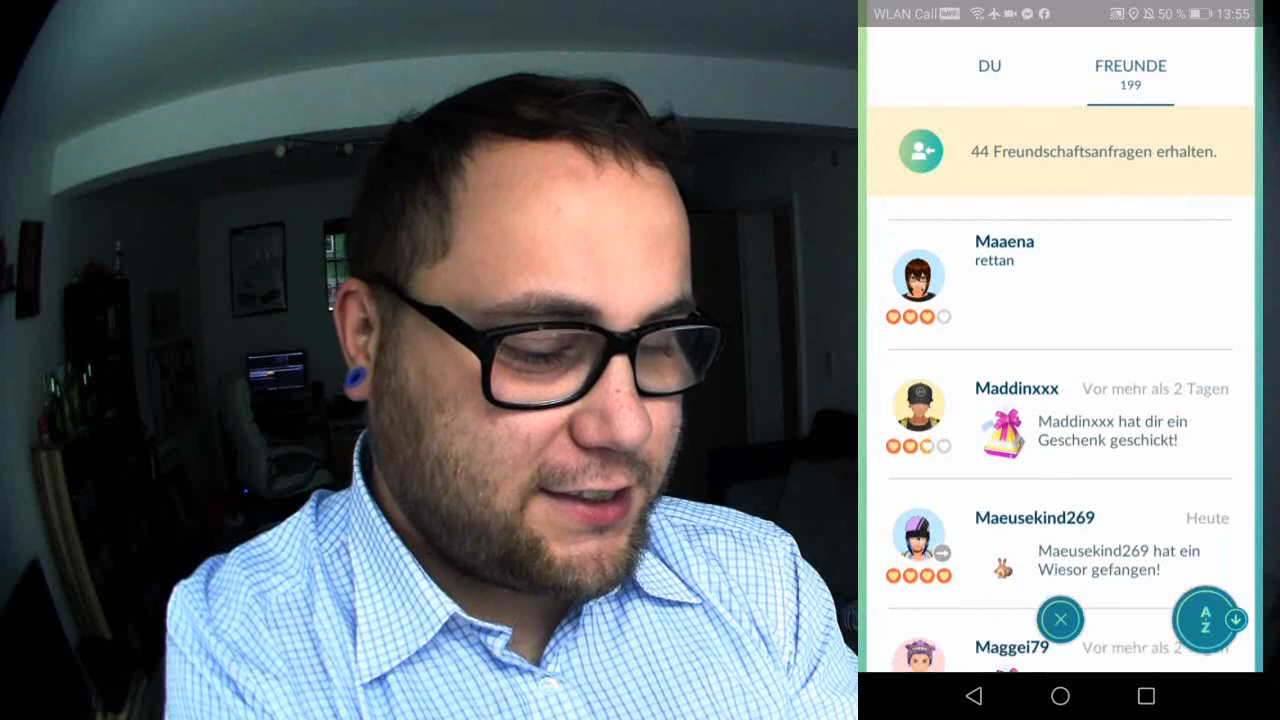 WLAN Call 50 % 13:55
DU
FREUNDE
199
44 Freundschaftsanfragen erhalten.
Maaena
rettan
Maddinxxx Vor mehr als 2 Tagen
Maddinxxx hat dir ein
Geschenk geschickt!
Maeusekind269 Heute
Maeusekind269 hat ein
Wiesor gefangen!
A
Z
Maggei79 Vor mehr als 2